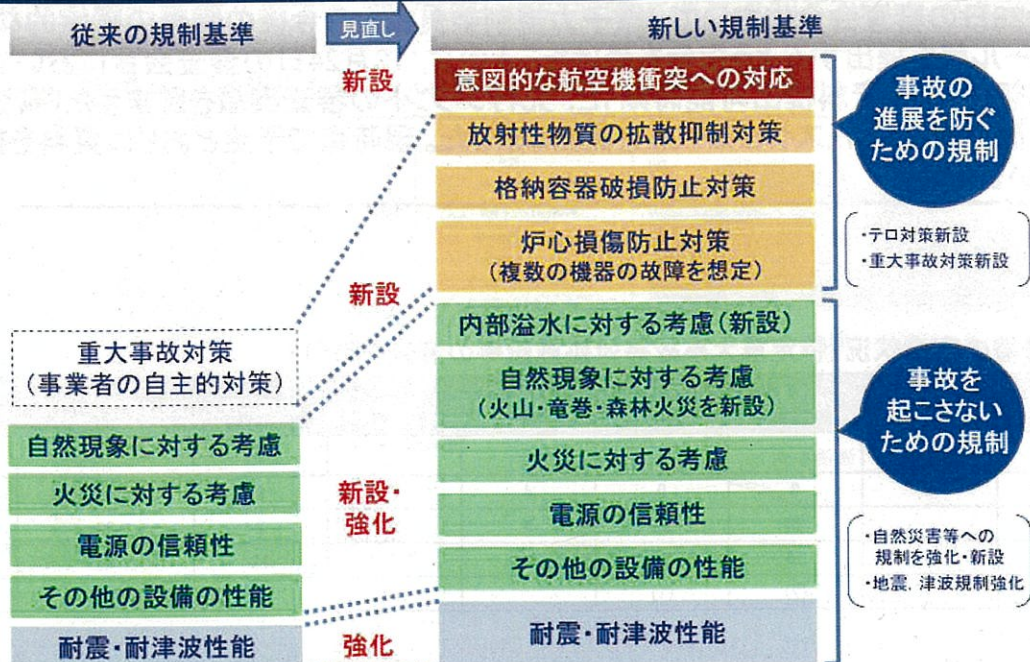 従来の規制基準
見直し
新しい規制基準
新設
意図的な航空機衝突への対応
放射性物質の拡散抑制対策
格納容器破損防止対策
炉心損傷防止対策
(複数の機器の故障を想定)
事故の
進展を防ぐ
ための規制
・テロ対策新設
・重大事故対策新設
新設
重大事故対策
(事業者の自主的対策)
自然現象に対する考慮
火災に対する考慮
電源の信頼性
その他の設備の性能
耐震・耐津波性能
新設・
強化
強化
内部溢水に対する考慮(新設)
自然現象に対する考慮
(火山・竜巻・森林火災を新設)
火災に対する考慮
電源の信頼性
その他の設備の性能
耐震・耐津波性能
事故を
起こさない
ための規制
・自然災害等への
規制を強化・新設
・地震、津波規制強化